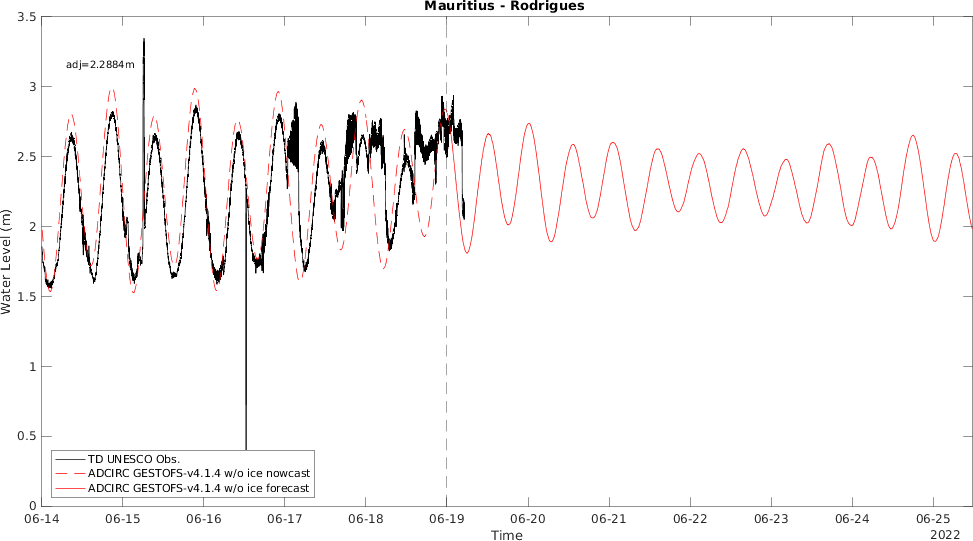 Mauritius - Rodrigues
3.5
adj=2.2884m
3
2.5
2
1.5
1
0.5
0
Water Level (m)
TD UNESCO Obs.
ADCIRC GESTOFS-v4.1.4 w/o ice nowcast
ADCIRC GESTOFS-v4.1.4 w/o ice forecast
06-14 06-15 06-16 06-17 06-18 06-19 06-20 06-21 06-22 06-23 06-24 06-25
Time
2022